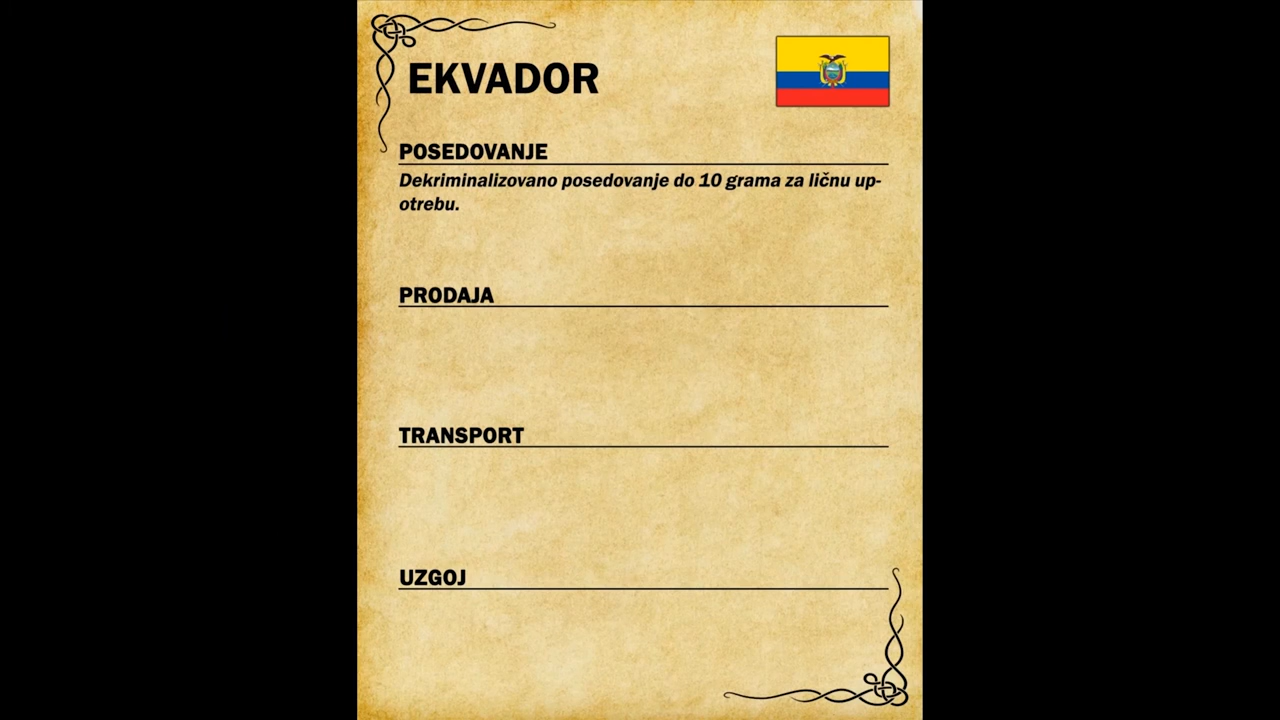 EKVADOR
POSEDOVANJE
Dekriminalizovano posedovanje do 10 grama za ličnu up-
otrebu.
PRODAJA
TRANSPORT
UZGOJ